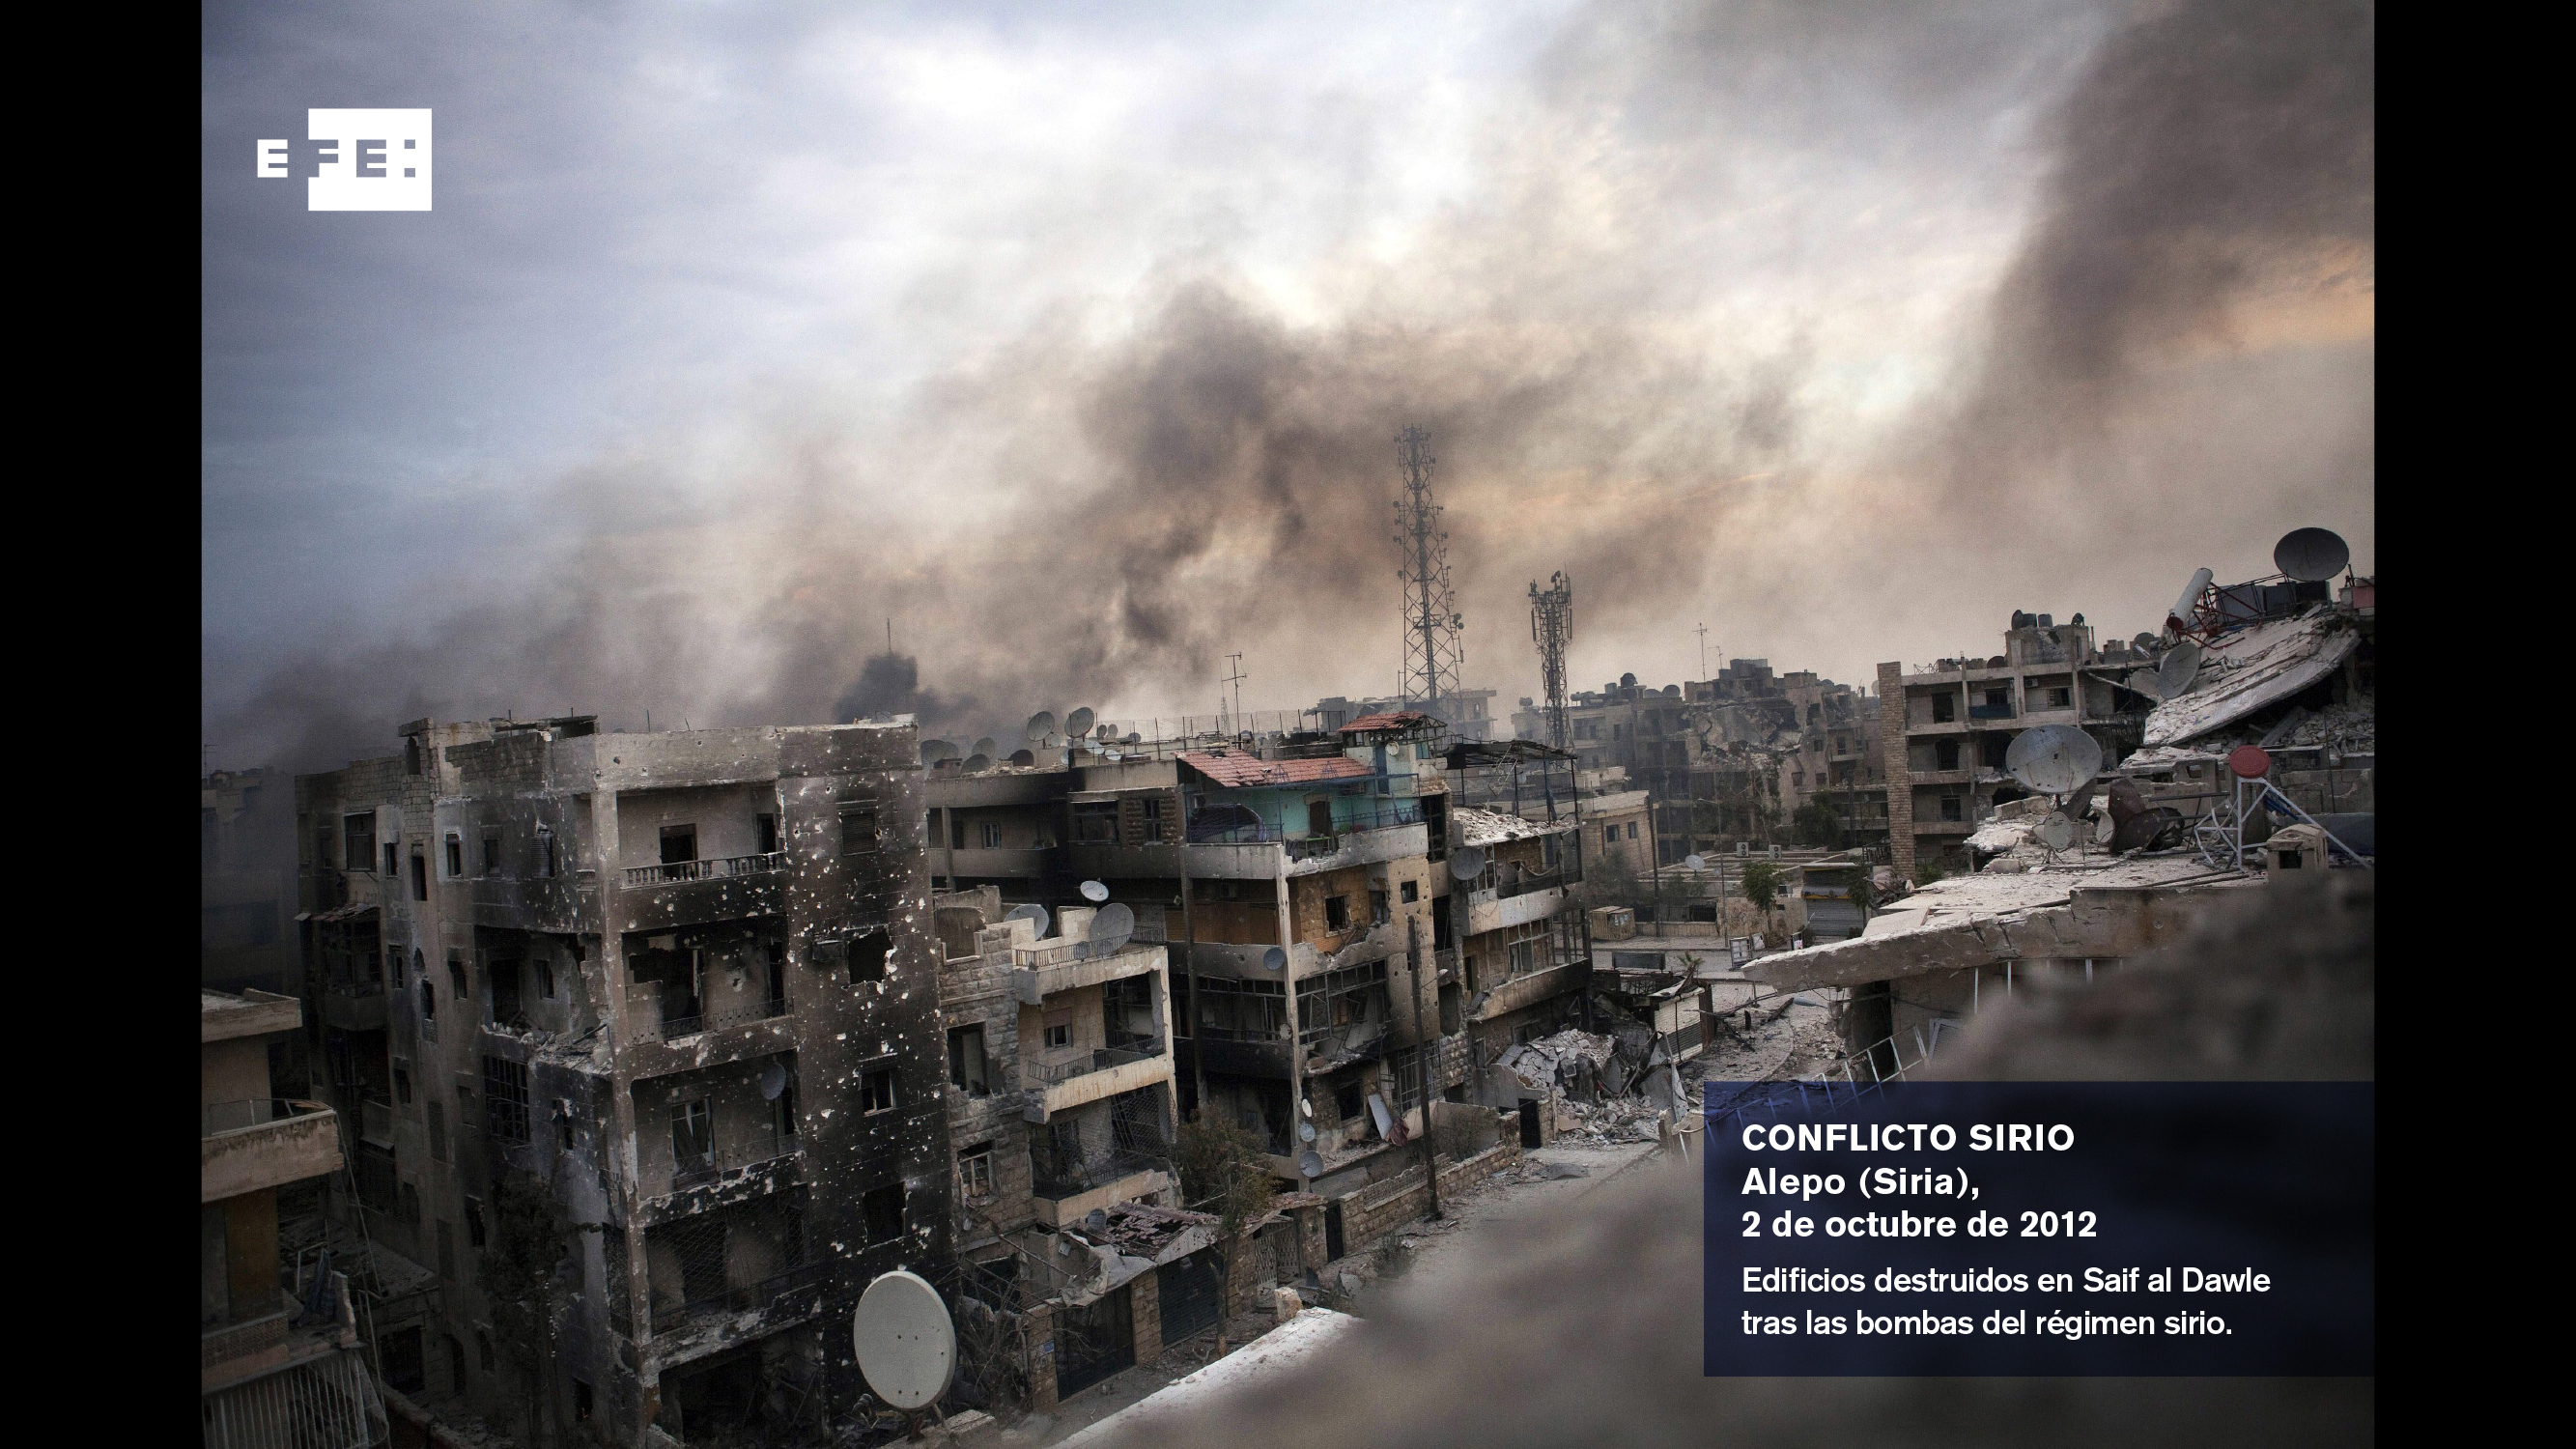 EFE:
CONFLICTO SIRIO
Alepo (Siria),
2 de octubre de 2012
Edificios destruidos en Saif al Dawle
tras las bombas del régimen sirio.